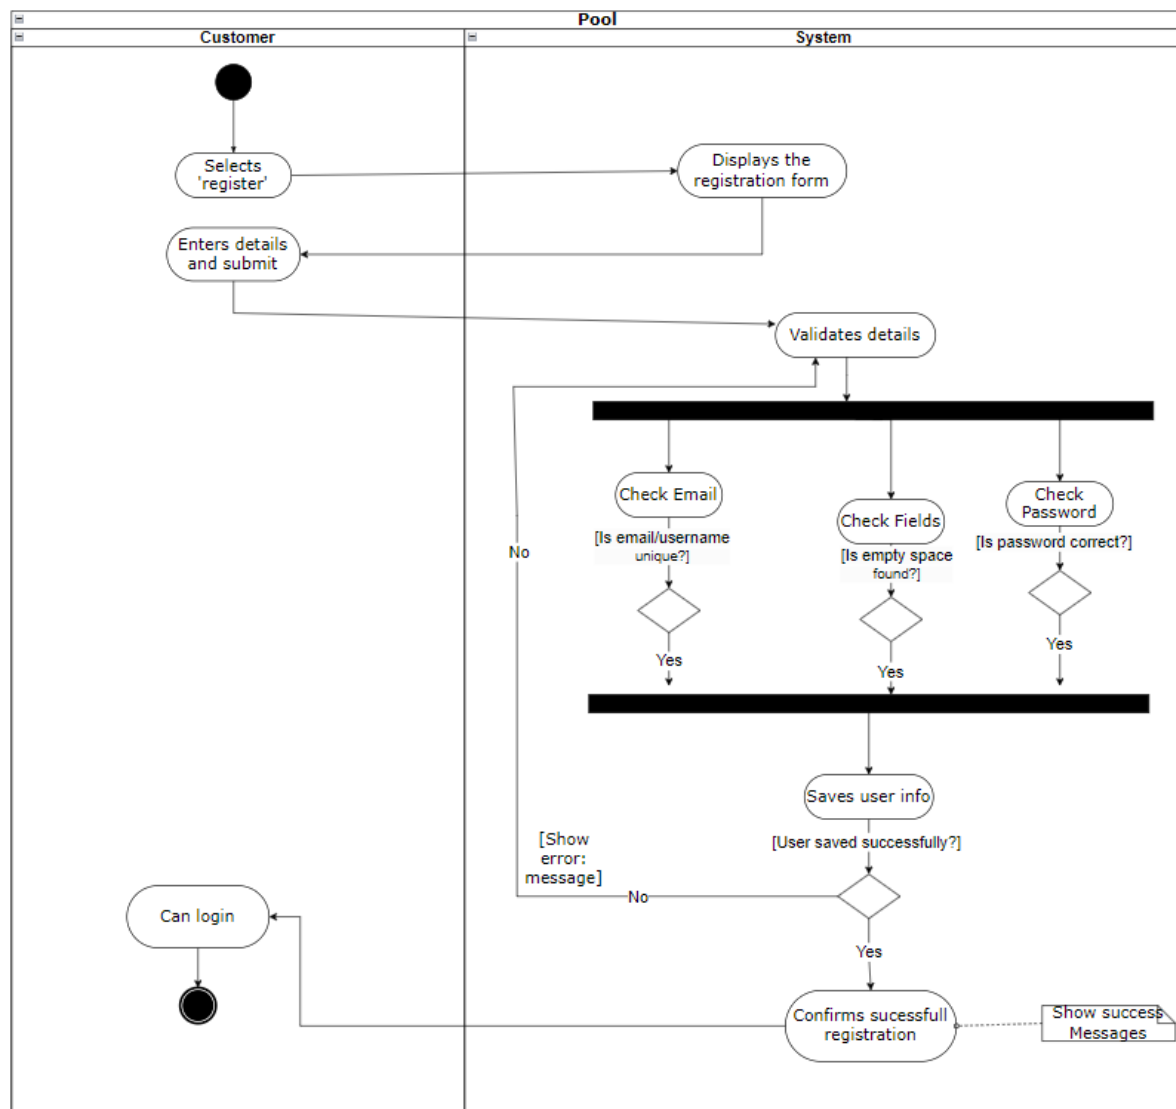 Pool
Customer
System
Selects
'register'
Displays the
registration form
Enters details
and submit
Validates details
Check Email
Check Fields
Check
Password
[Is email/username
unique?]
[Is empty space
found?]
[Is password correct?]
No
Yes
Yes
Yes
Saves user info
[User saved successfully?]
[Show
error:
message]
No
Can login
Yes
Confirms sucessfull
registration
Show success
Messages